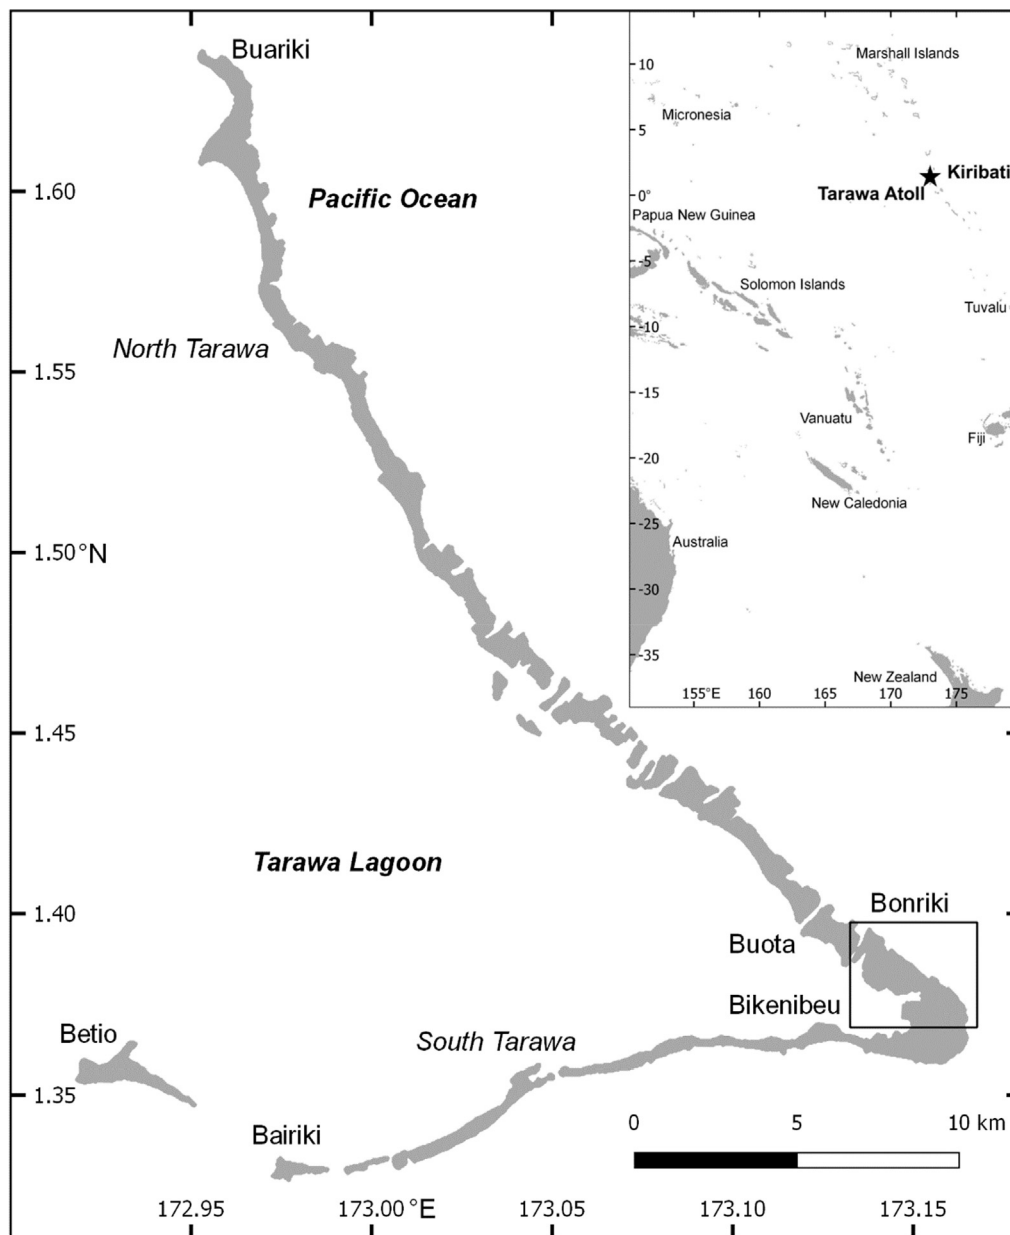 Buariki
Marshall Islands
10
Micronesia
5
Kiribati
1.60
Pacific Ocean
Tarawa Atoll
0°
Papua New Guinea
-5
Solomon Islands
Tuvalu
-10
North Tarawa
1.55
-15
Vanuatu
Fiji
-20
New Caledonia
-25
Australia
1.50°N
-30
-35
New Zealand
155°E 160 165 170 175
1.45
Tarawa Lagoon
1.40
Bonriki
Buota
Bikenibeu
Betio
South Tarawa
1.35
0 5 10 km
Bairiki
172.95 173.00 °E 173.05 173.10 173.15